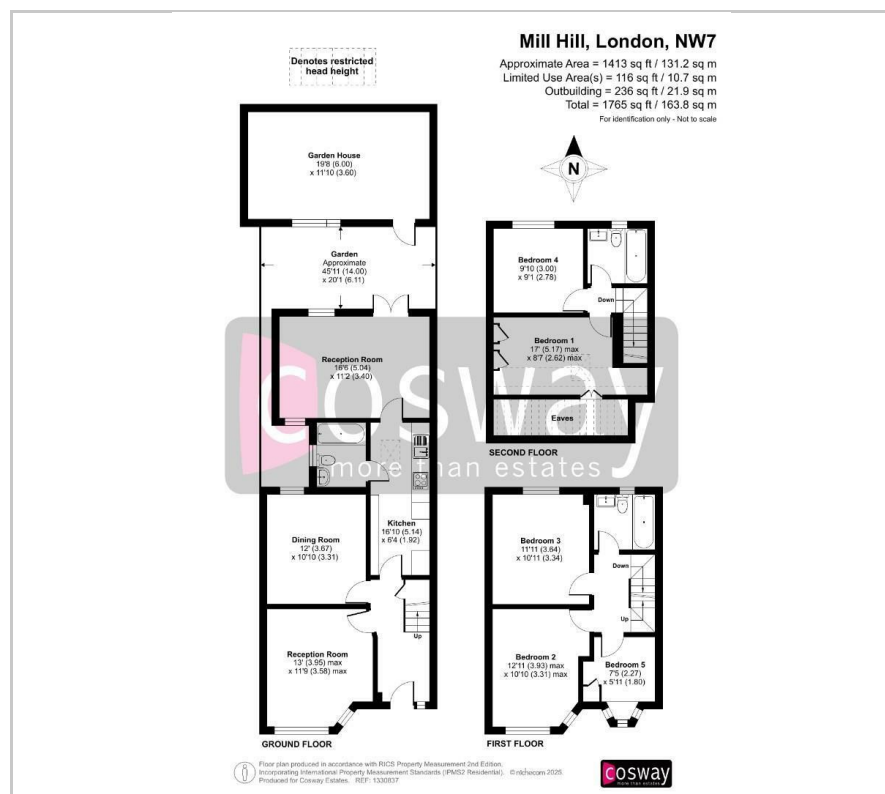 Mill Hill, London, NW7
Approximate Area = 1413 sq ft / 131.2 sq m
Limited Use Area(s) = 116 sq ft / 10.7 sq m
Outbuilding = 236 sq ft / 21.9 sq m
Total = 1765 sq ft / 163.8 sq m
For identification only - Not to scale
Denotes restricted
head height
N
Garden House
19'8 (6.00)
x 11'10 (3.60)
Garden
Approximate
45'11 (14.00)
x 20'1 (6.11)
Reception Room
16'6 (5.04)
x 11'2 (3.40)
Kitchen
16'10 (5.14)
x 6'4 (1.92)
Dining Room
12' (3.67)
x 10'10 (3.31)
Up
Reception Room
13' (3.95) max
x 11'9 (3.58) max
GROUND FLOOR
Bedroom 4
9'10 (3.00)
x 9'1 (2.78)
Down
Bedroom 1
17' (5.17) max
x 8'7 (2.62) max
Eaves
SECOND FLOOR
Bedroom 3
11'11 (3.64)
x 10'11 (3.34)
Down
Up
Bedroom 2
12'11 (3.93) max
x 10'10 (3.31) max
Bedroom 5
7'5 (2.27)
x 5'11 (1.80)
FIRST FLOOR
cosway
more than estates
Floor plan produced in accordance with RICS Property Measurement 2nd Edition.
Incorporating International Property Measurement Standards (IPMS2 Residential). ©nichecom 2025.
Produced for Cosway Estates. REF: 1330837
cosway
more than estates